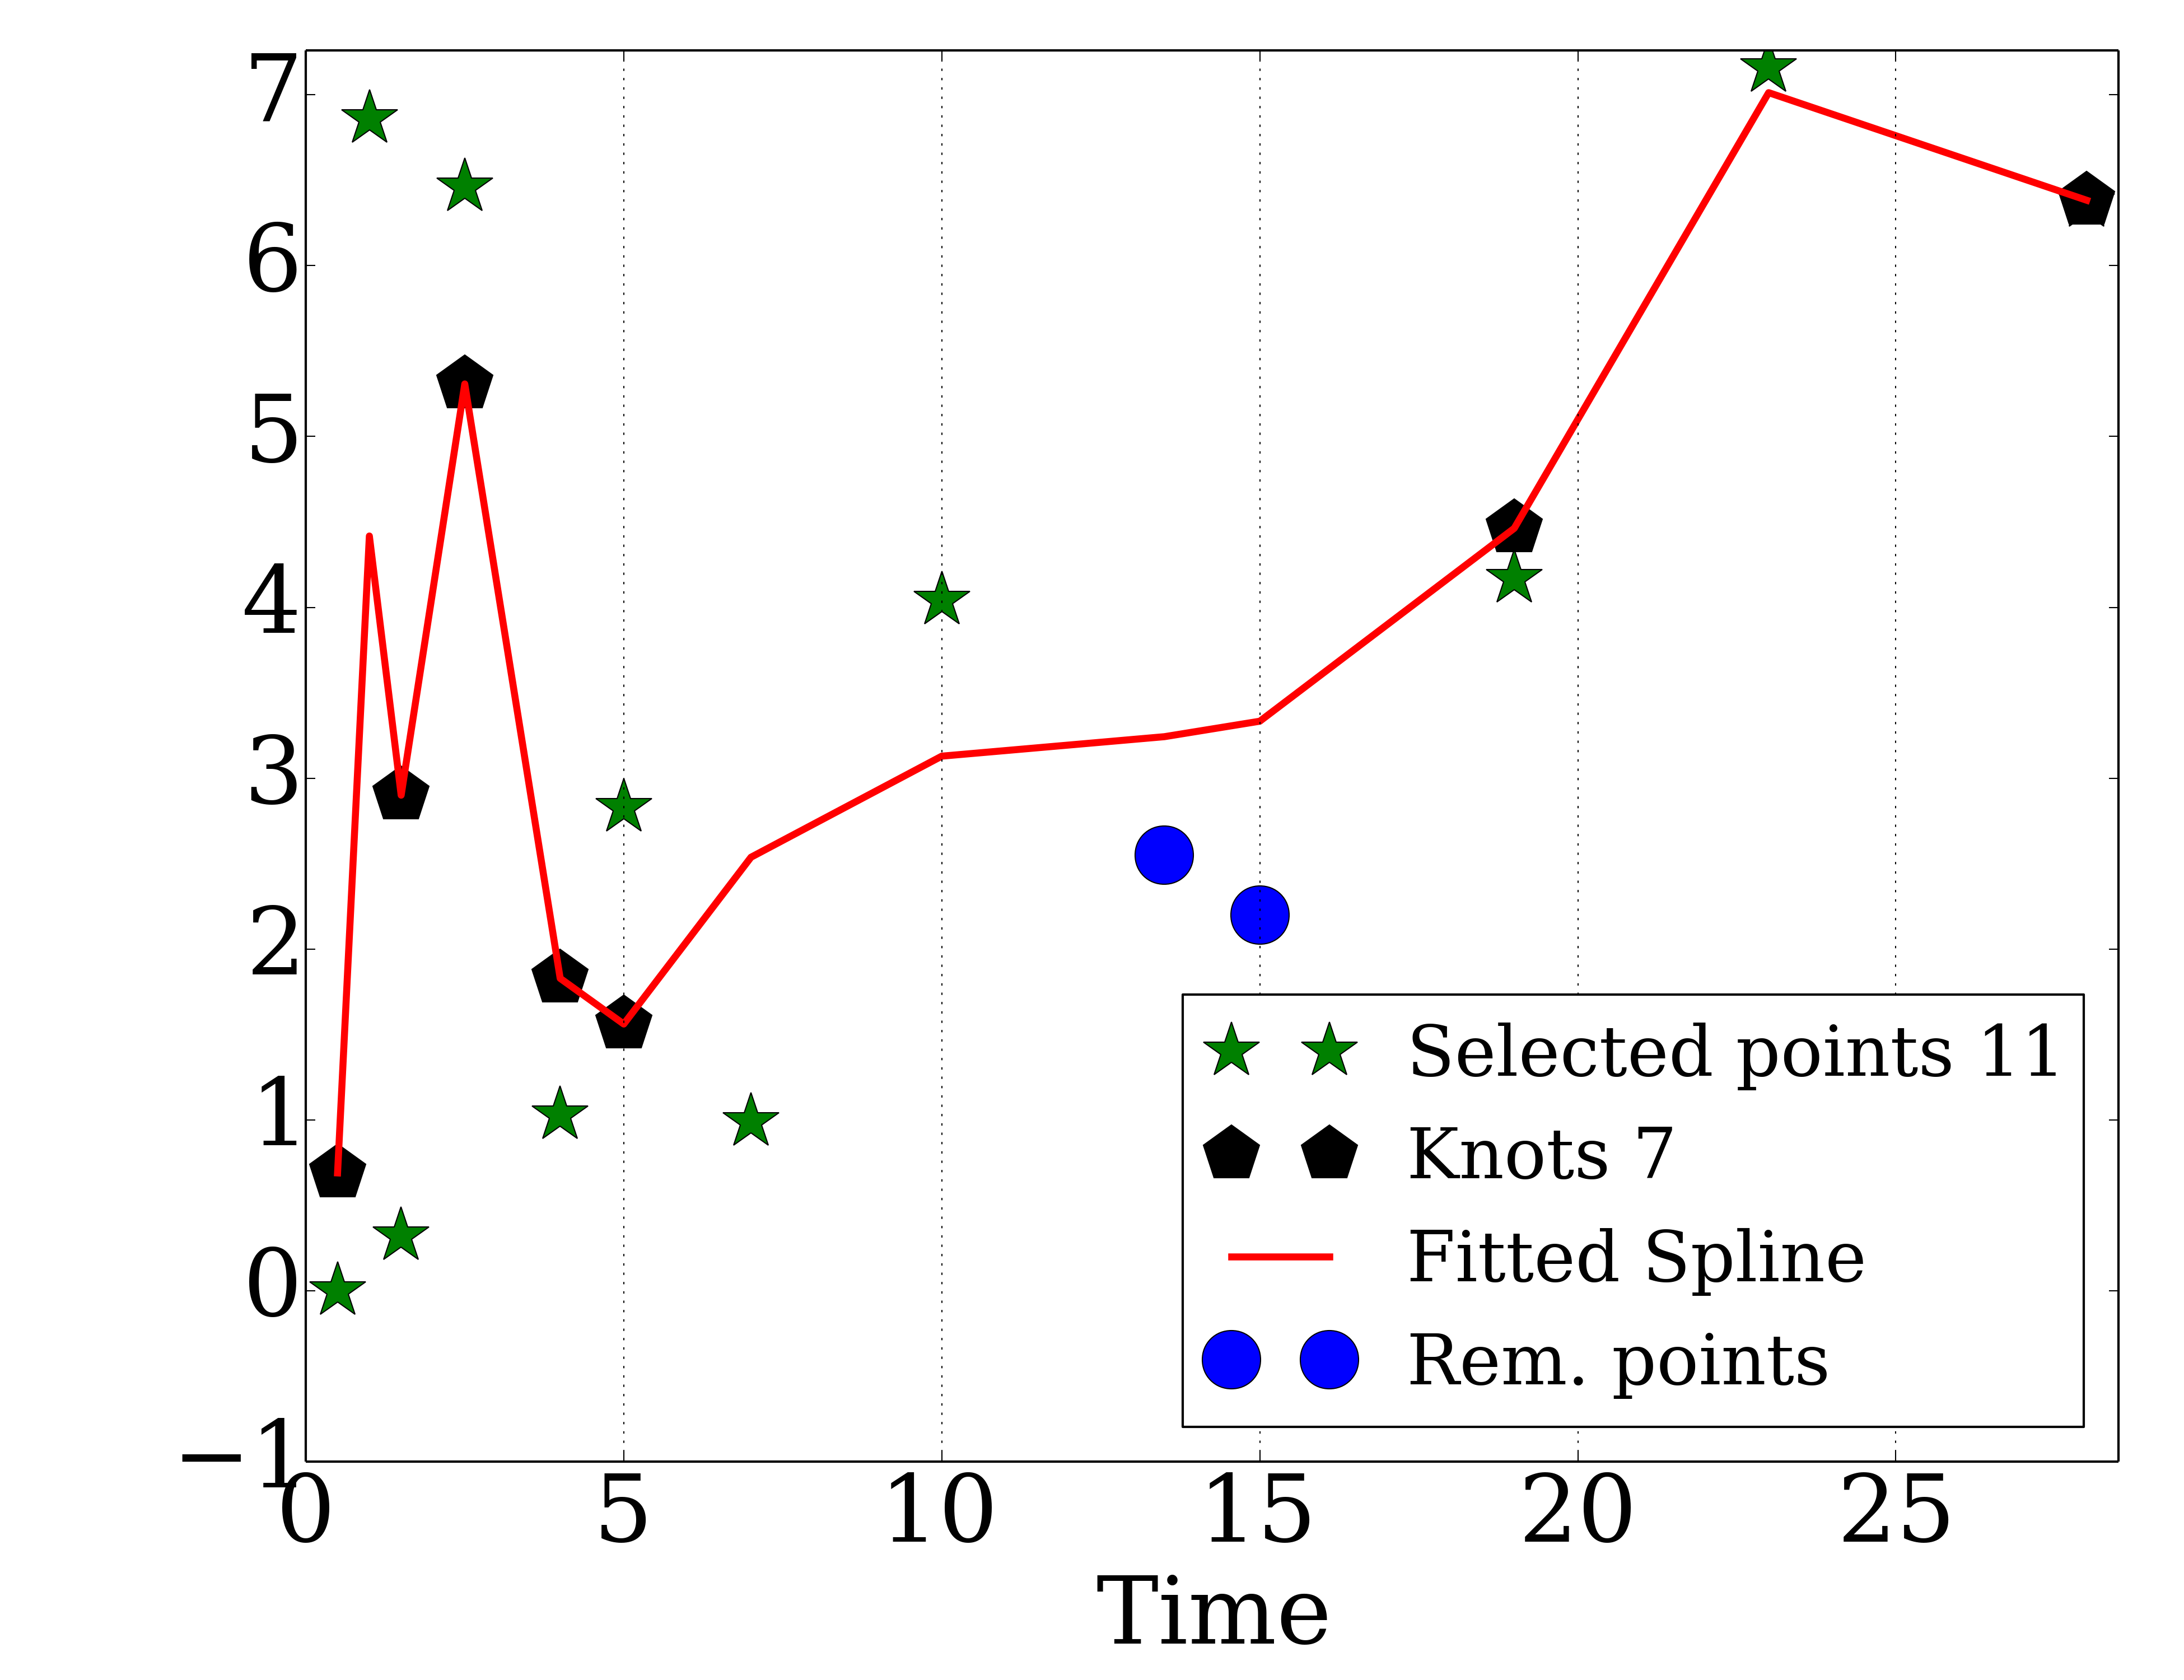 7
6
5
4
3
2
1
0
−1
0 5 10 15 20 25
Time
Selected points 11
Knots 7
Fitted Spline
Rem. points